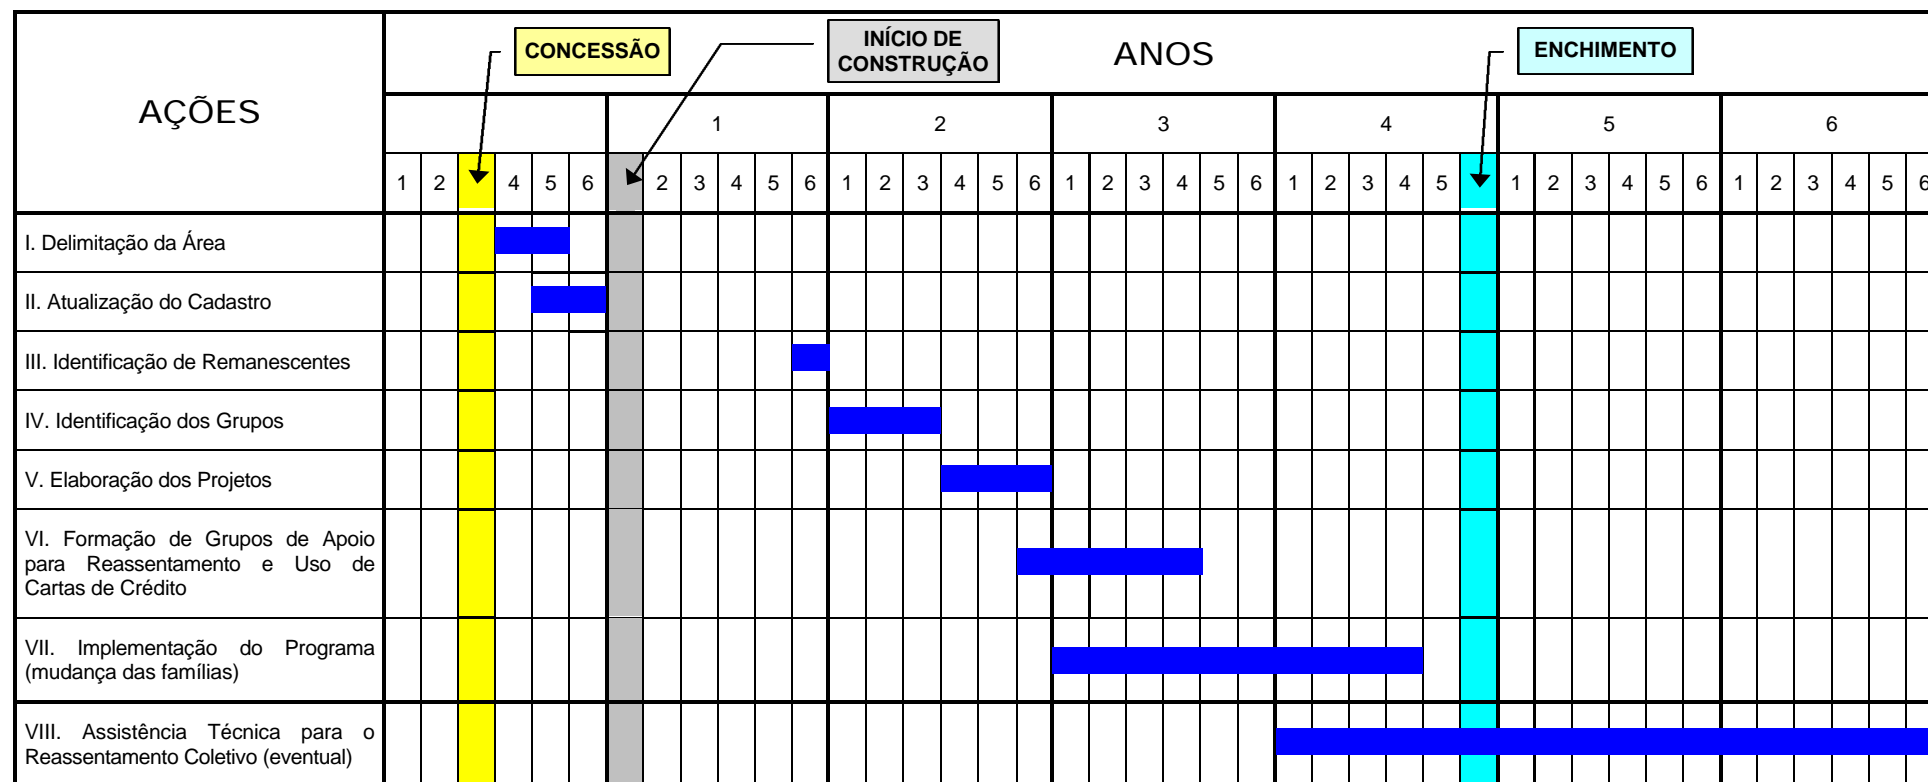 CONCESSÃO
INÍCIO DE
CONSTRUÇÃO
ANOS
ENCHIMENTO
AÇÕES
1 2 3 4 5 6
1 2 4 5 6 2 3 4 5 6 1 2 3 4 5 6 1 2 3 4 5 6 1 2 3 4 5 1 2 3 4 5 6 1 2 3 4 5 6
I. Delimitação da Área
II. Atualização do Cadastro
III. Identificação de Remanescentes
IV. Identificação dos Grupos
V. Elaboração dos Projetos
VI. Formação de Grupos de Apoio
para Reassentamento e Uso de
Cartas de Crédito
VII. Implementação do Programa
(mudança das famílias)
VIII. Assistência Técnica para o
Reassentamento Coletivo (eventual)